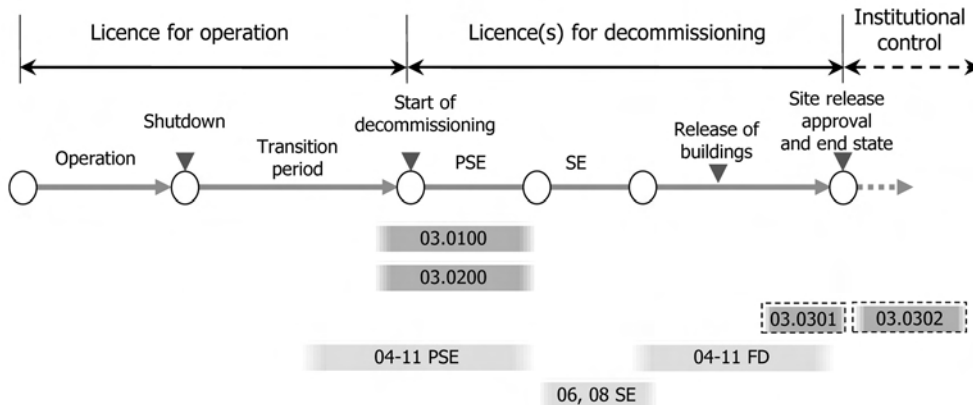 Licence for operation
Licence(s) for decommissioning
Institutional
control
Shutdown
Start of
decommissioning
Site release
approval
and end state
Operation
Transition
period
PSE
SE
Release of
buildings
03.0100
03.0200
03.0301
03.0302
04-11 PSE
04-11 FD
06, 08 SE